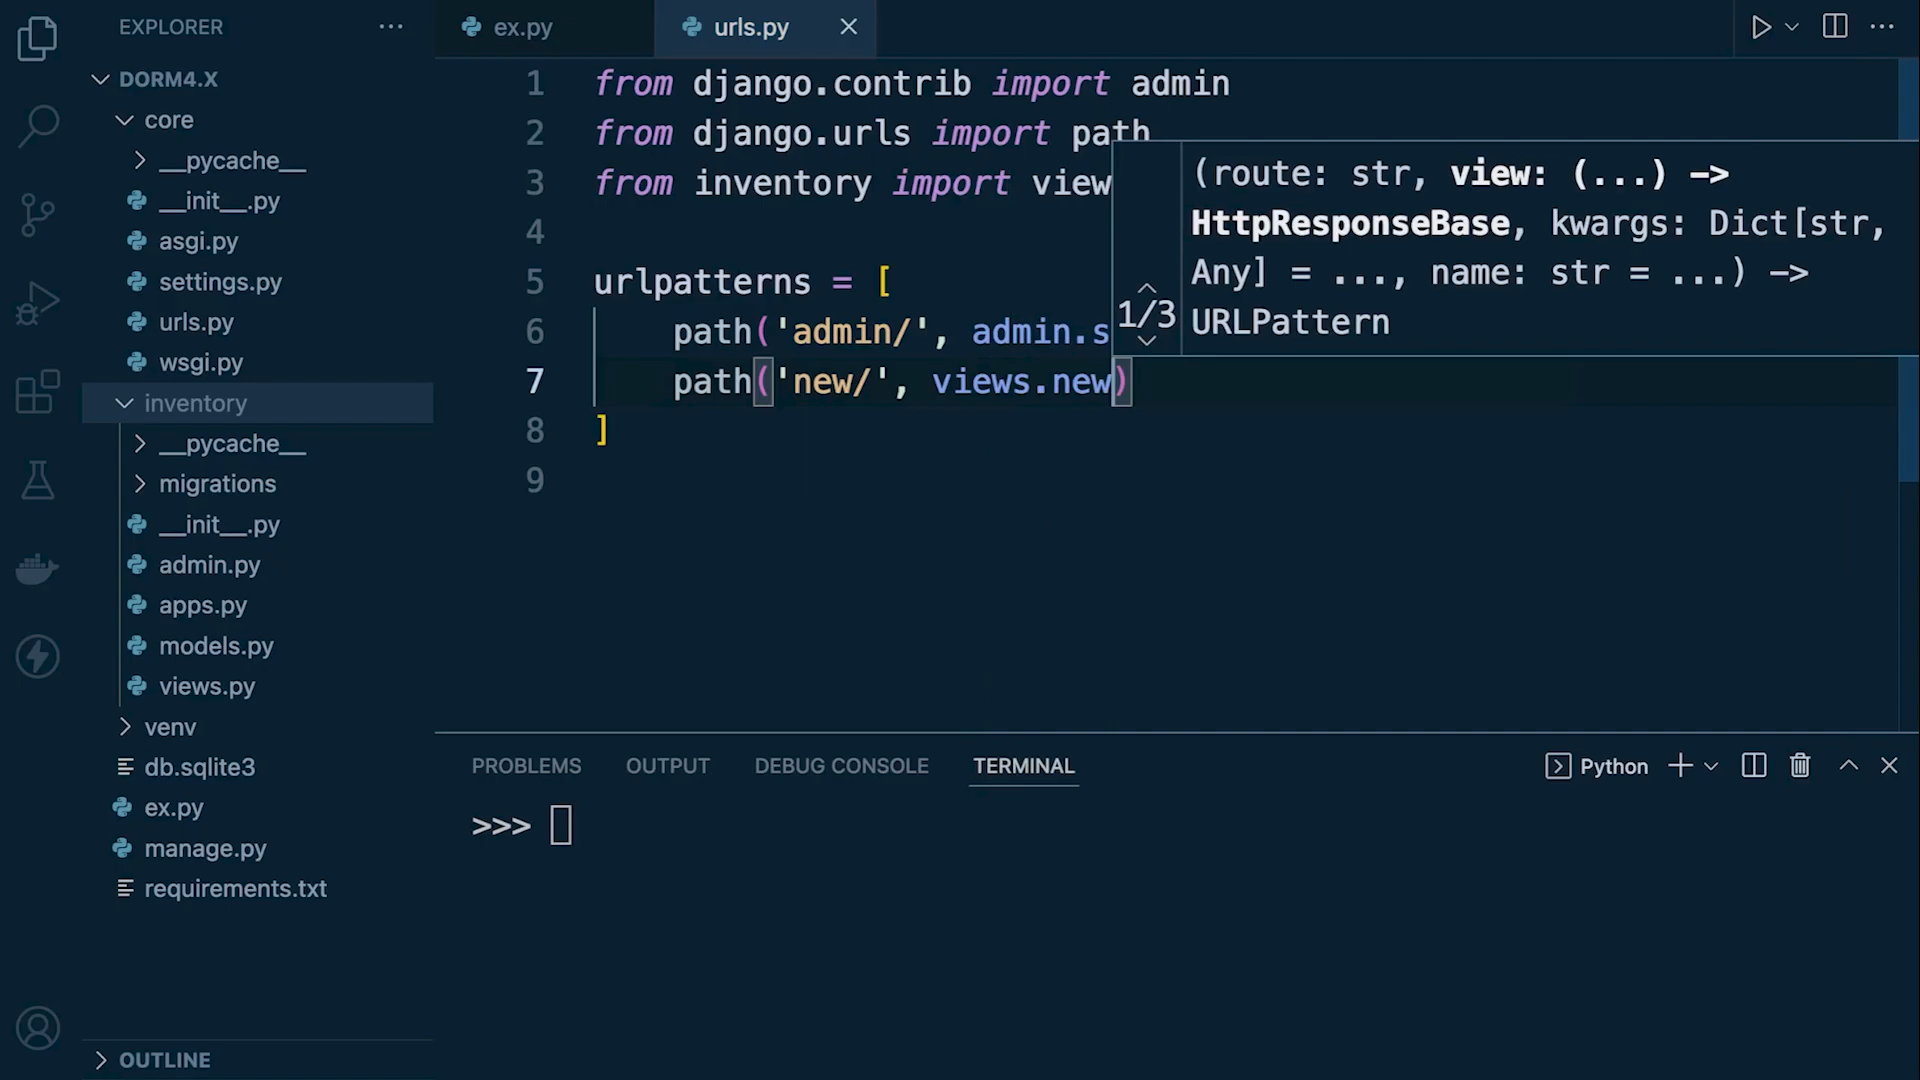 EXPLORER
DORM4.X
core
__pycache__
__init__.py
asgi.py
settings.py
urls.py
wsgi.py
inventory
__pycache__
migrations
__init__.py
admin.py
apps.py
models.py
views.py
venv
db.sqlite3
ex.py
manage.py
requirements.txt
OUTLINE
ex.py
urls.py
1 from django.contrib import admin
2 from django.urls import path
3 from inventory import view
4
5 urlpatterns = [
6 path('admin/', admin.s
7 path('new/', views.new)
8 ]
9
1/3
(route: str, view: (...) ->
HttpResponseBase, kwargs: Dict[str,
Any] = ..., name: str = ...) ->
URLPattern
PROBLEMS OUTPUT DEBUG CONSOLE TERMINAL
Python
>>>